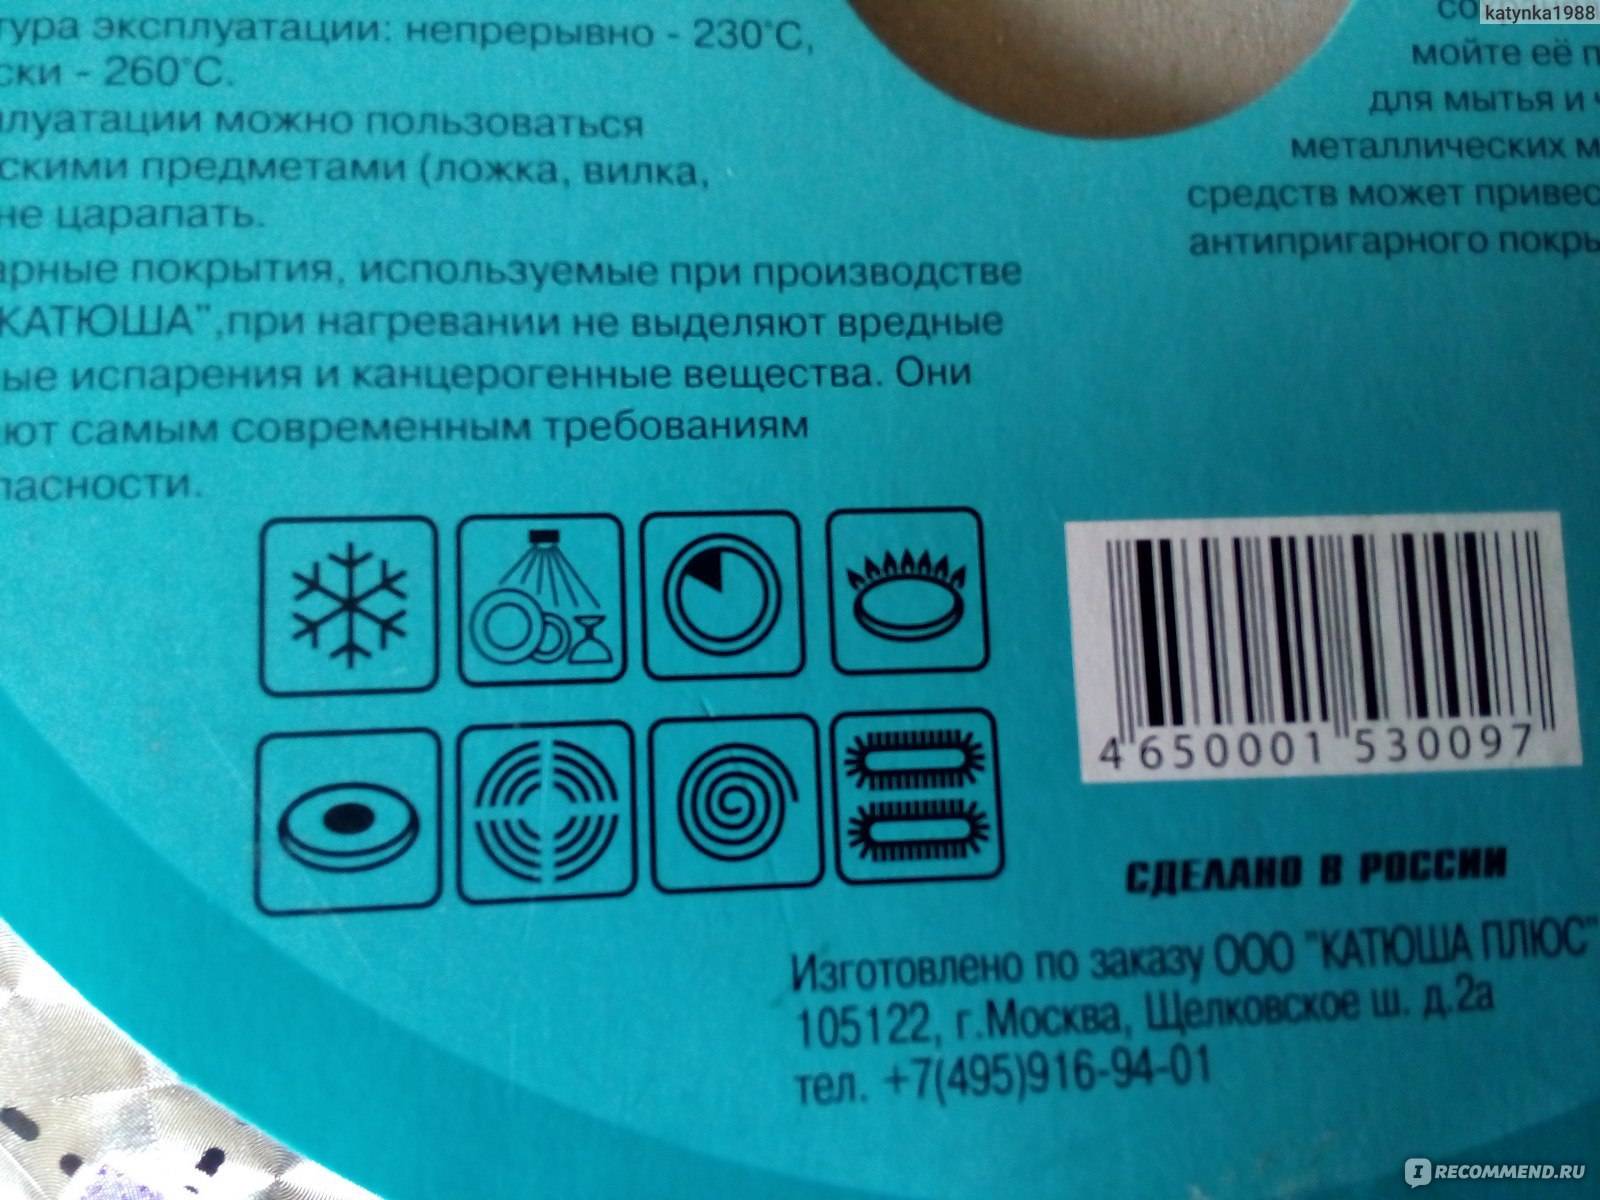 katynka1988
тура эксплуатации: непрерывно - 230°C,
ски - 260°C.
плуатации можно пользоваться
скими предметами (ложка, вилка,
не царапать.
арные покрытия, используемые при производстве
КАТЮША",при нагревании не выделяют вредные
ые испарения и канцерогенные вещества. Они
ют самым современным требованиям
пасности.
со
мойте её п
для мытья и ч
металлических м
средств может привес
антипригарного покры
4 650001 530097
СДЕЛАНО В РОССИИ
Изготовлено по заказу ООО "КАТЮША ПЛЮС"
105122, г.Москва, Щелковское ш. д.2а
тел. +7(495)916-94-01
IRECOMMEND.RU